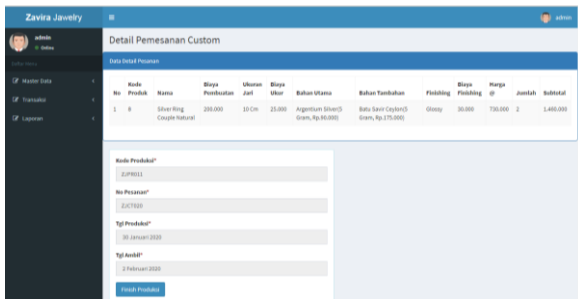 Zavira Jawelry
admin
admin
Online
Detail Pemesanan Custom
Data Detail Pesanan
Master Data
Transaksi
Laporan
No Kode Produk Nama Biaya Pembuatan Ukuran Jari Biaya Ukur Bahan Utama Bahan Tambahan Finishing Biaya Finishing Harga @ Jumlah Subtotal
1 8 Silver Ring Couple Natural 200.000 10 Cm 25.000 Argentium Silver(5 Gram, Rp.90.000) Batu Savir Ceylon(5 Gram, Rp.175.000) Glossy 30.000 730.000 2 1.460.000
Kode Produksi*
ZJPRD11
No Pesanan*
ZJCT020
Tgl Produksi*
30 Januari 2020
Tgl Ambil*
2 Februari 2020
Finish Produksi